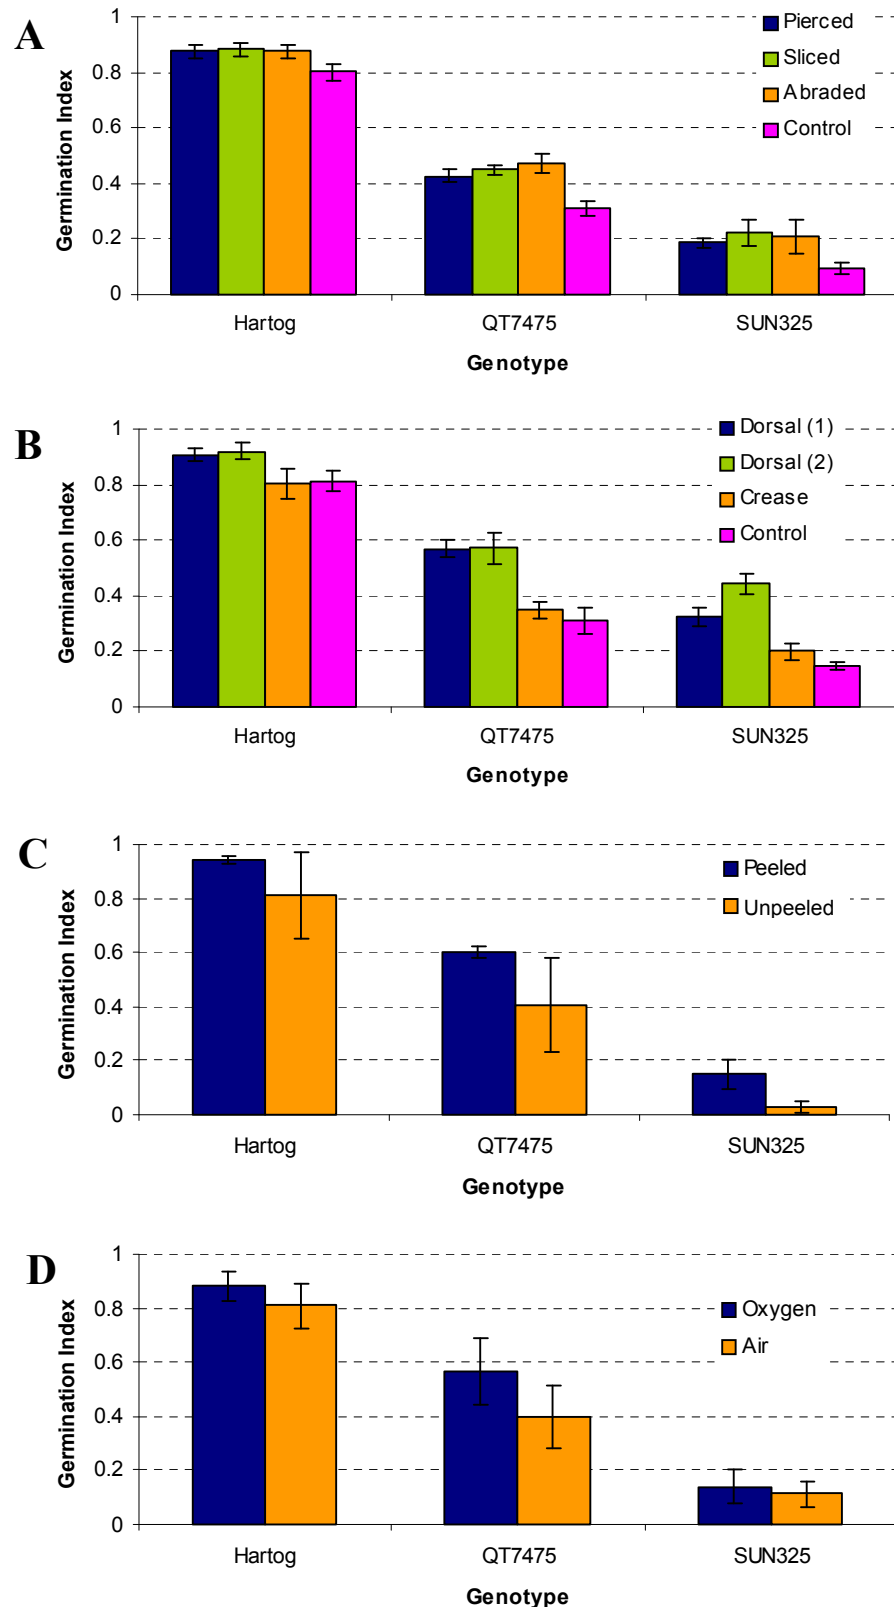 A
Germination Index
1
0.8
0.6
0.4
0.2
0
Pierced
Sliced
Abraded
Control
Hartog QT7475 SUN325
Genotype
B
Germination Index
1
0.8
0.6
0.4
0.2
0
Dorsal (1)
Dorsal (2)
Crease
Control
Hartog QT7475 SUN325
Genotype
C
Germination Index
1
0.8
0.6
0.4
0.2
0
Peeled
Unpeeled
Hartog QT7475 SUN325
Genotype
D
Germination Index
1
0.8
0.6
0.4
0.2
0
Oxygen
Air
Hartog QT7475 SUN325
Genotype